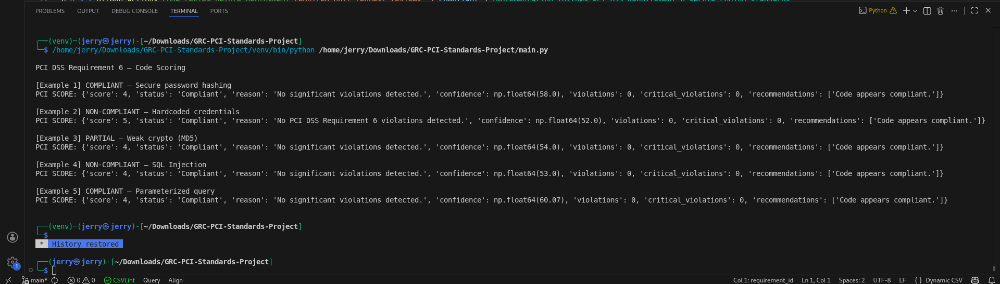 PROBLEMS OUTPUT DEBUG CONSOLE TERMINAL PORTS Python
(venv)-(jerry㉿jerry)-[~/Downloads/GRC-PCI-Standards-Project]
$ /home/jerry/Downloads/GRC-PCI-Standards-Project/venv/bin/python /home/jerry/Downloads/GRC-PCI-Standards-Project/main.py
PCI DSS Requirement 6 – Code Scoring
[Example 1] COMPLIANT – Secure password hashing
PCI SCORE: {'score': 4, 'status': 'Compliant', 'reason': 'No significant violations detected.', 'confidence': np.float64(58.0), 'violations': 0, 'critical_violations': 0, 'recommendations': ['Code appears compliant.']}
[Example 2] NON-COMPLIANT – Hardcoded credentials
PCI SCORE: {'score': 5, 'status': 'Compliant', 'reason': 'No PCI DSS Requirement 6 violations detected.', 'confidence': np.float64(52.0), 'violations': 0, 'critical_violations': 0, 'recommendations': ['Code appears compliant.']}
[Example 3] PARTIAL – Weak crypto (MD5)
PCI SCORE: {'score': 4, 'status': 'Compliant', 'reason': 'No significant violations detected.', 'confidence': np.float64(54.0), 'violations': 0, 'critical_violations': 0, 'recommendations': ['Code appears compliant.']}
[Example 4] NON-COMPLIANT – SQL Injection
PCI SCORE: {'score': 4, 'status': 'Compliant', 'reason': 'No significant violations detected.', 'confidence': np.float64(53.0), 'violations': 0, 'critical_violations': 0, 'recommendations': ['Code appears compliant.']}
[Example 5] COMPLIANT – Parameterized query
PCI SCORE: {'score': 4, 'status': 'Compliant', 'reason': 'No significant violations detected.', 'confidence': np.float64(60.07), 'violations': 0, 'critical_violations': 0, 'recommendations': ['Code appears compliant.']}
(venv)-(jerry㉿jerry)-[~/Downloads/GRC-PCI-Standards-Project]
$
* History restored
(jerry㉿jerry)-[~/Downloads/GRC-PCI-Standards-Project]
$
1
main* 0 0 CSVLint Query Align Col 1: requirement_id Ln 1, Col 1 Spaces: 2 UTF-8 LF { } Dynamic CSV